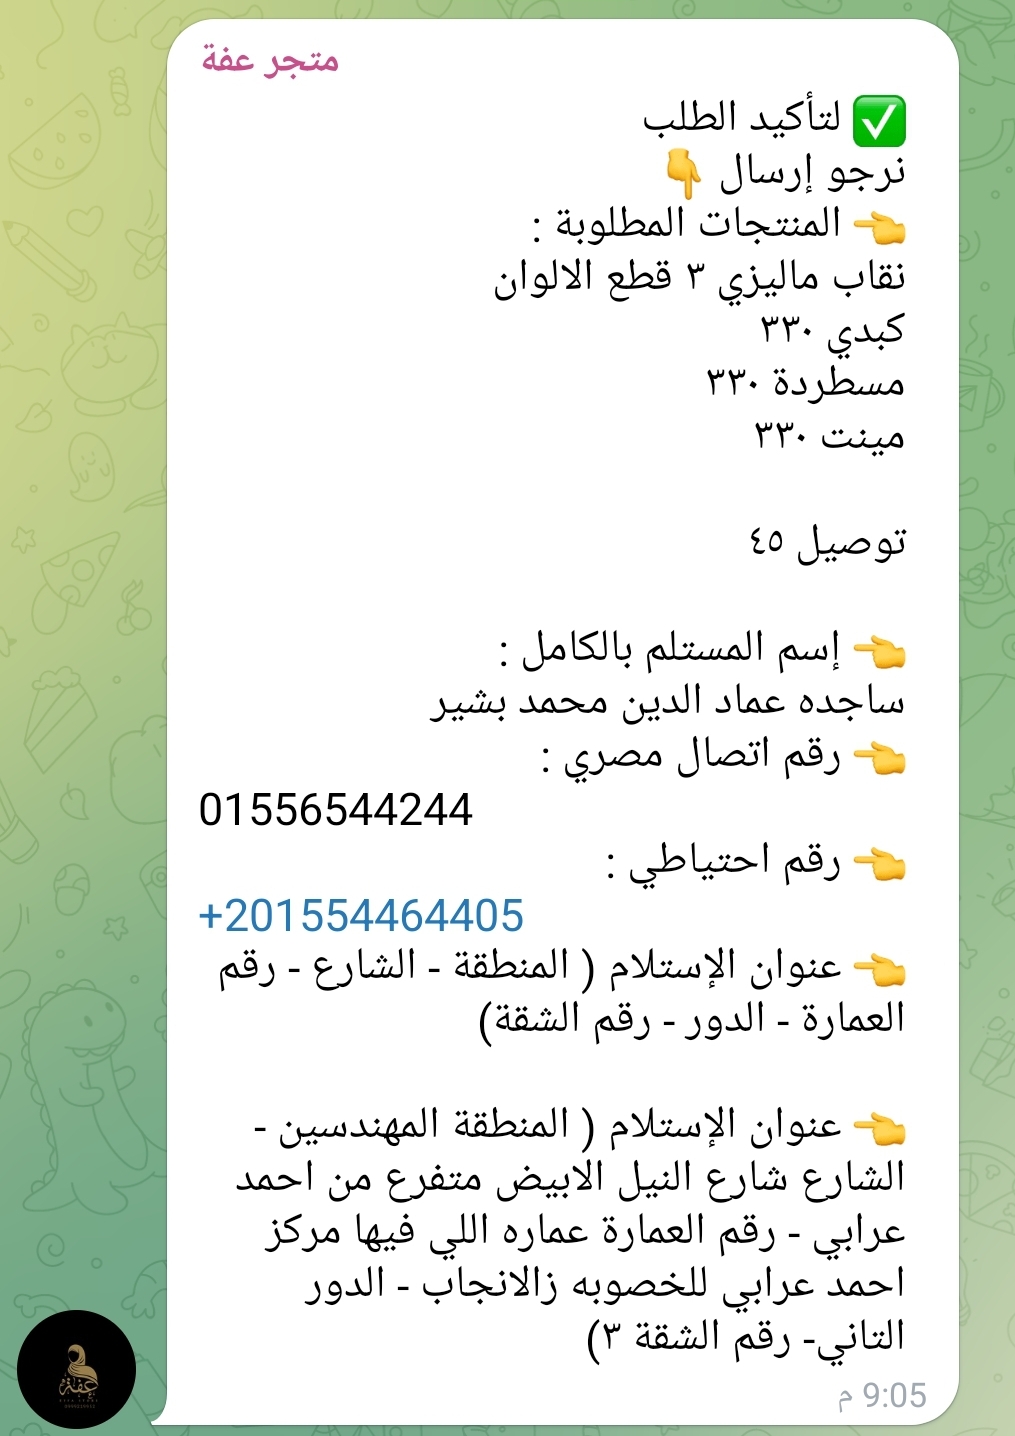 متجر عفة
✅ لتأكيد الطلب
نرجو إرسال 👇
👈 المنتجات المطلوبة :
نقاب ماليزي ٣ قطع الالوان
كبدي ٣٣٠
مسطردة ٣٣٠
مينت ٣٣٠
توصيل ٤٥
👈 إسم المستلم بالكامل :
ساجده عماد الدين محمد بشير
👈 رقم اتصال مصري :
01556544244
👈 رقم احتياطي :
+201554464405
👈 عنوان الإستلام ( المنطقة - الشارع - رقم
العمارة - الدور - رقم الشقة)
👈 عنوان الإستلام ( المنطقة المهندسين -
الشارع شارع النيل الابيض متفرع من احمد
عرابي - رقم العمارة عماره اللي فيها مركز
احمد عرابي للخصوبه زالانجاب - الدور
التاني- رقم الشقة ٣)
9:05 م
عفة